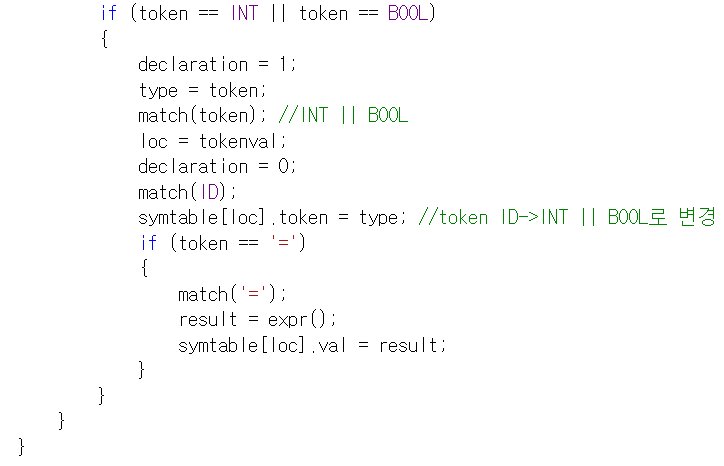 if (token == INT || token == BOOL)
{
declaration = 1;
type = token;
match(token); //INT || BOOL
loc = tokenval;
declaration = 0;
match(ID);
symtable[loc].token = type; //token ID->INT || BOOL로 변경
if (token == '=')
{
match('=');
result = expr();
symtable[loc].val = result;
}
}
}
}